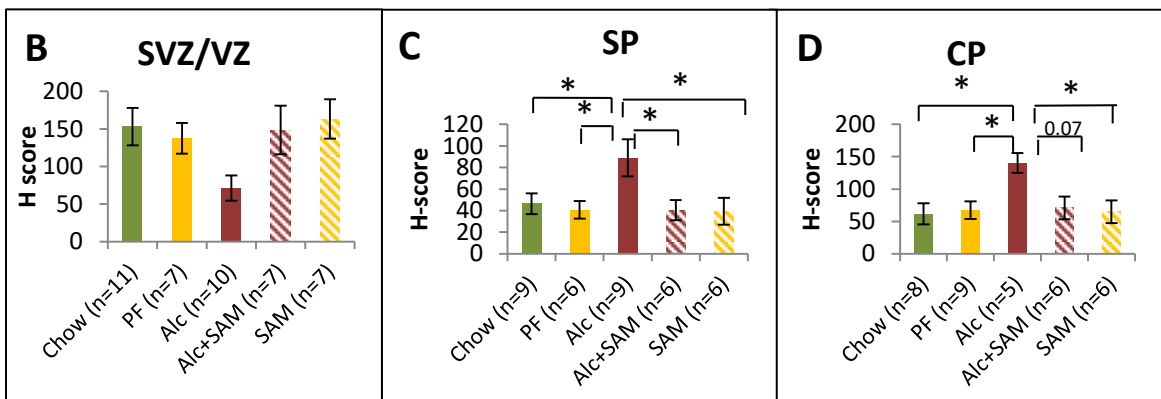 B
SVZ/VZ
H score
200
150
100
50
0
Chow (n=11)
PF (n=7)
Alc (n=10)
Alc+SAM (n=7)
SAM (n=7)
C
SP
*
*
*
*
H-score
120
100
80
60
40
20
0
Chow (n=9)
PF (n=6)
Alc (n=9)
Alc+SAM (n=6)
SAM (n=6)
D
CP
*
*
*
0.07
H-score
200
150
100
50
0
Chow (n=8)
PF (n=9)
Alc (n=5)
Alc+SAM (n=6)
SAM (n=6)